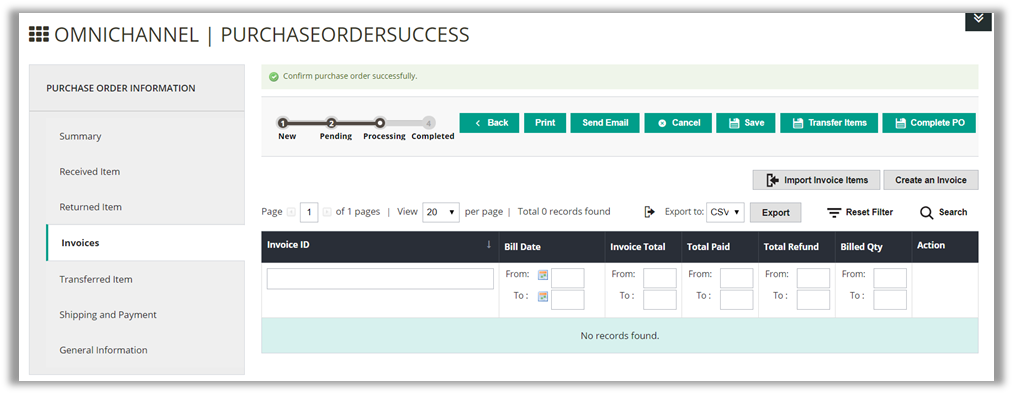 OMNICHANNEL | PURCHASEORDERSUCCESS
PURCHASE ORDER INFORMATION
Summary
Received Item
Returned Item
Invoices
Transferred Item
Shipping and Payment
General Information
Confirm purchase order successfully.
1 2 4
New Pending Processing Completed
Back Print Send Email Cancel Save Transfer Items Complete PO
Import Invoice Items Create an Invoice
Page 1 of 1 pages | View 20 per page | Total 0 records found Export to: CSV Export Reset Filter Search
Invoice ID ↓ Bill Date Invoice Total Total Paid Total Refund Billed Qty Action
From: From: From: From: From:
To : To : To : To : To :
No records found.